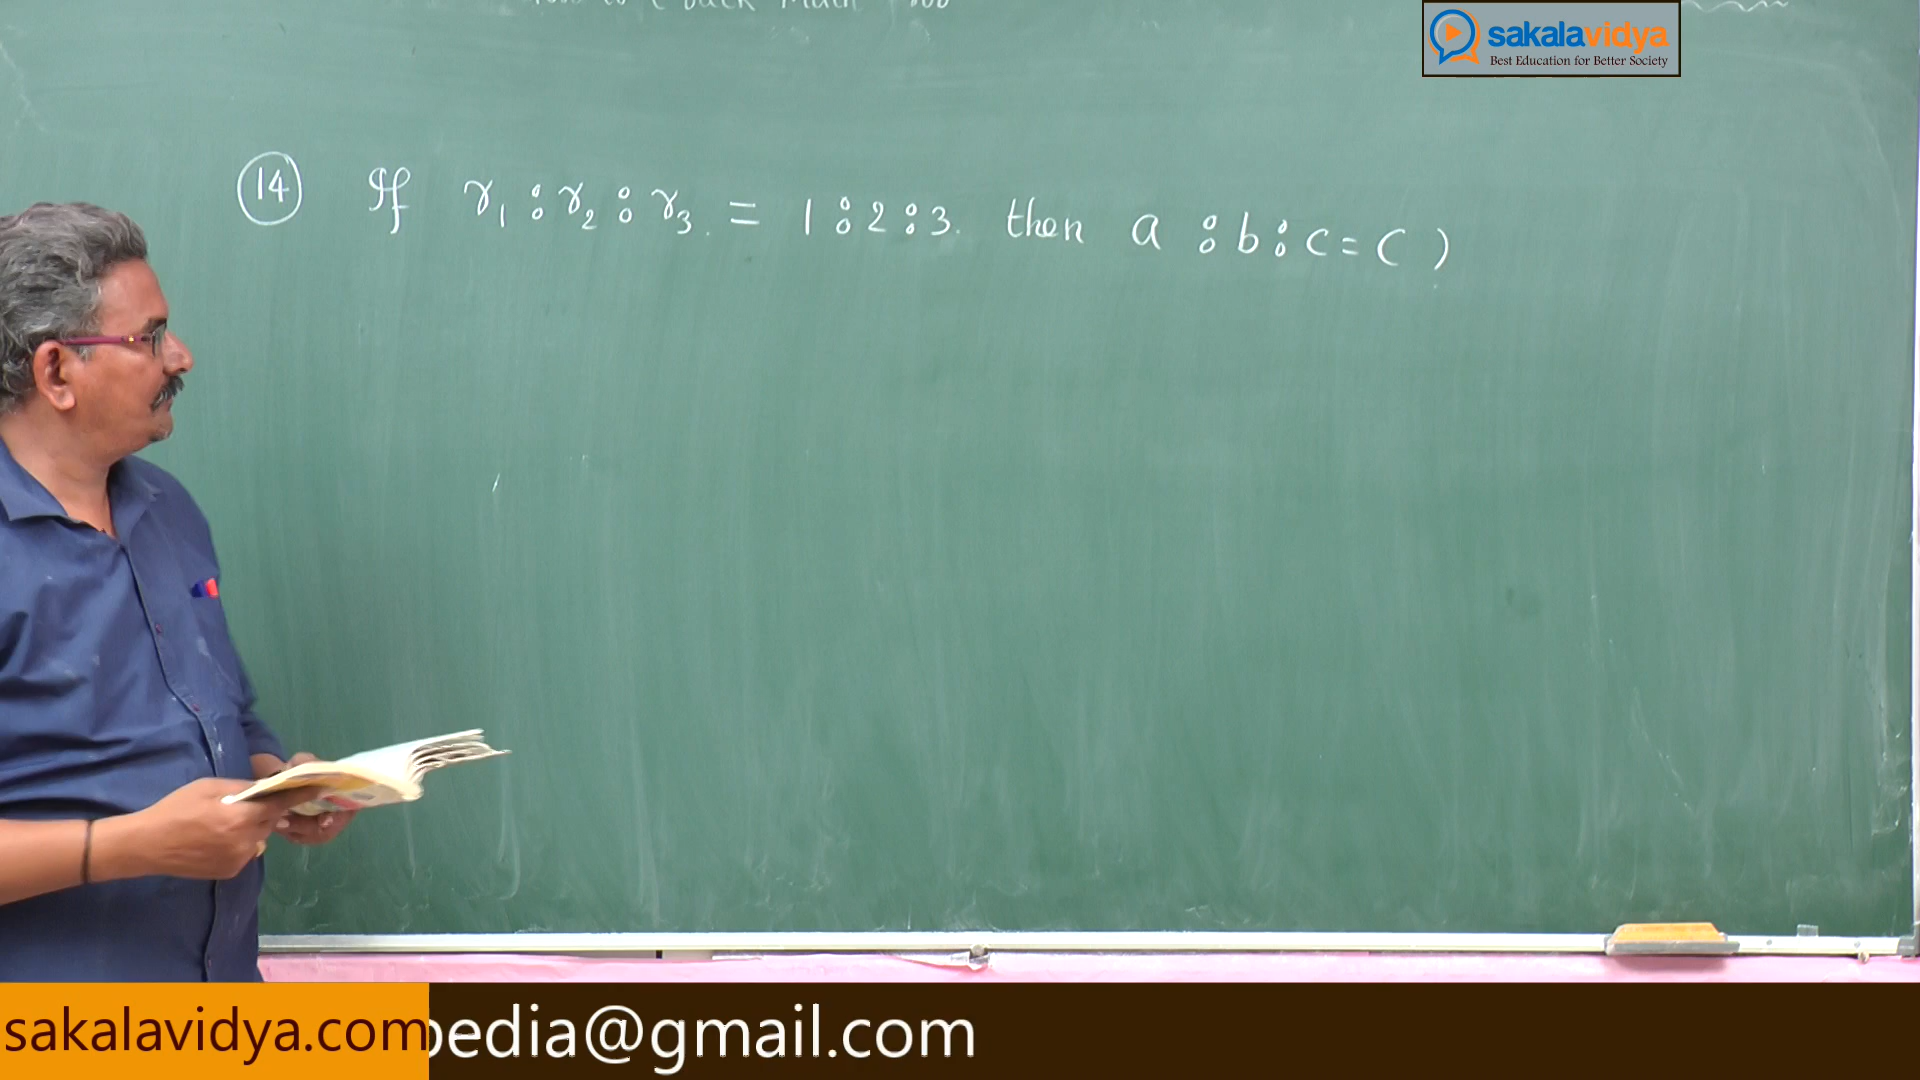 sakalavidya
Best Education for Better Society
14 If r₁ : r₂ : r₃ = 1 : 2 : 3. then a : b : c = ( )
sakalavidya.com pedia@gmail.com